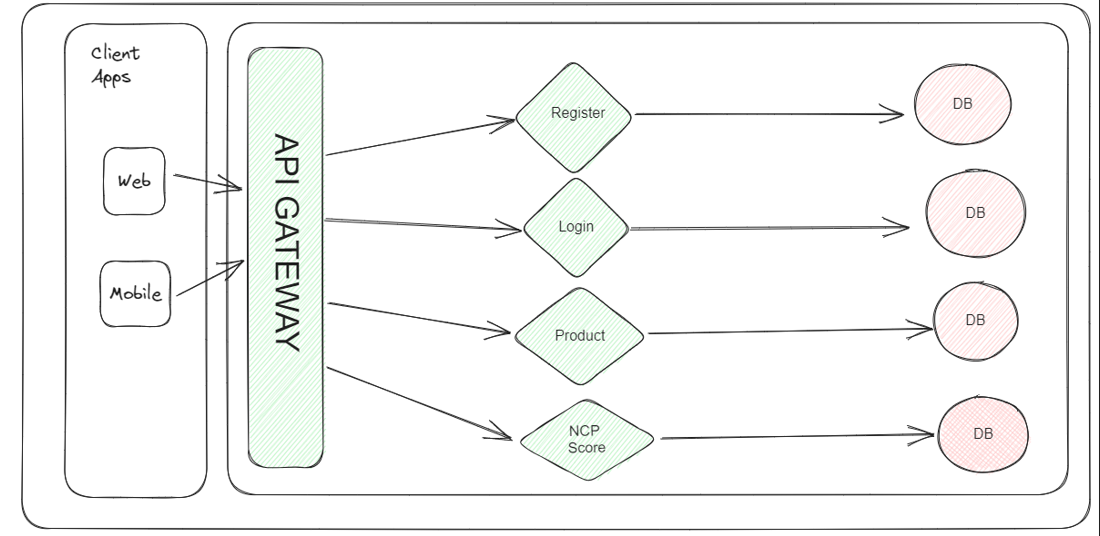 Client
Apps
Web
Mobile
API GATEWAY
Register
DB
Login
DB
Product
DB
NCP
Score
DB